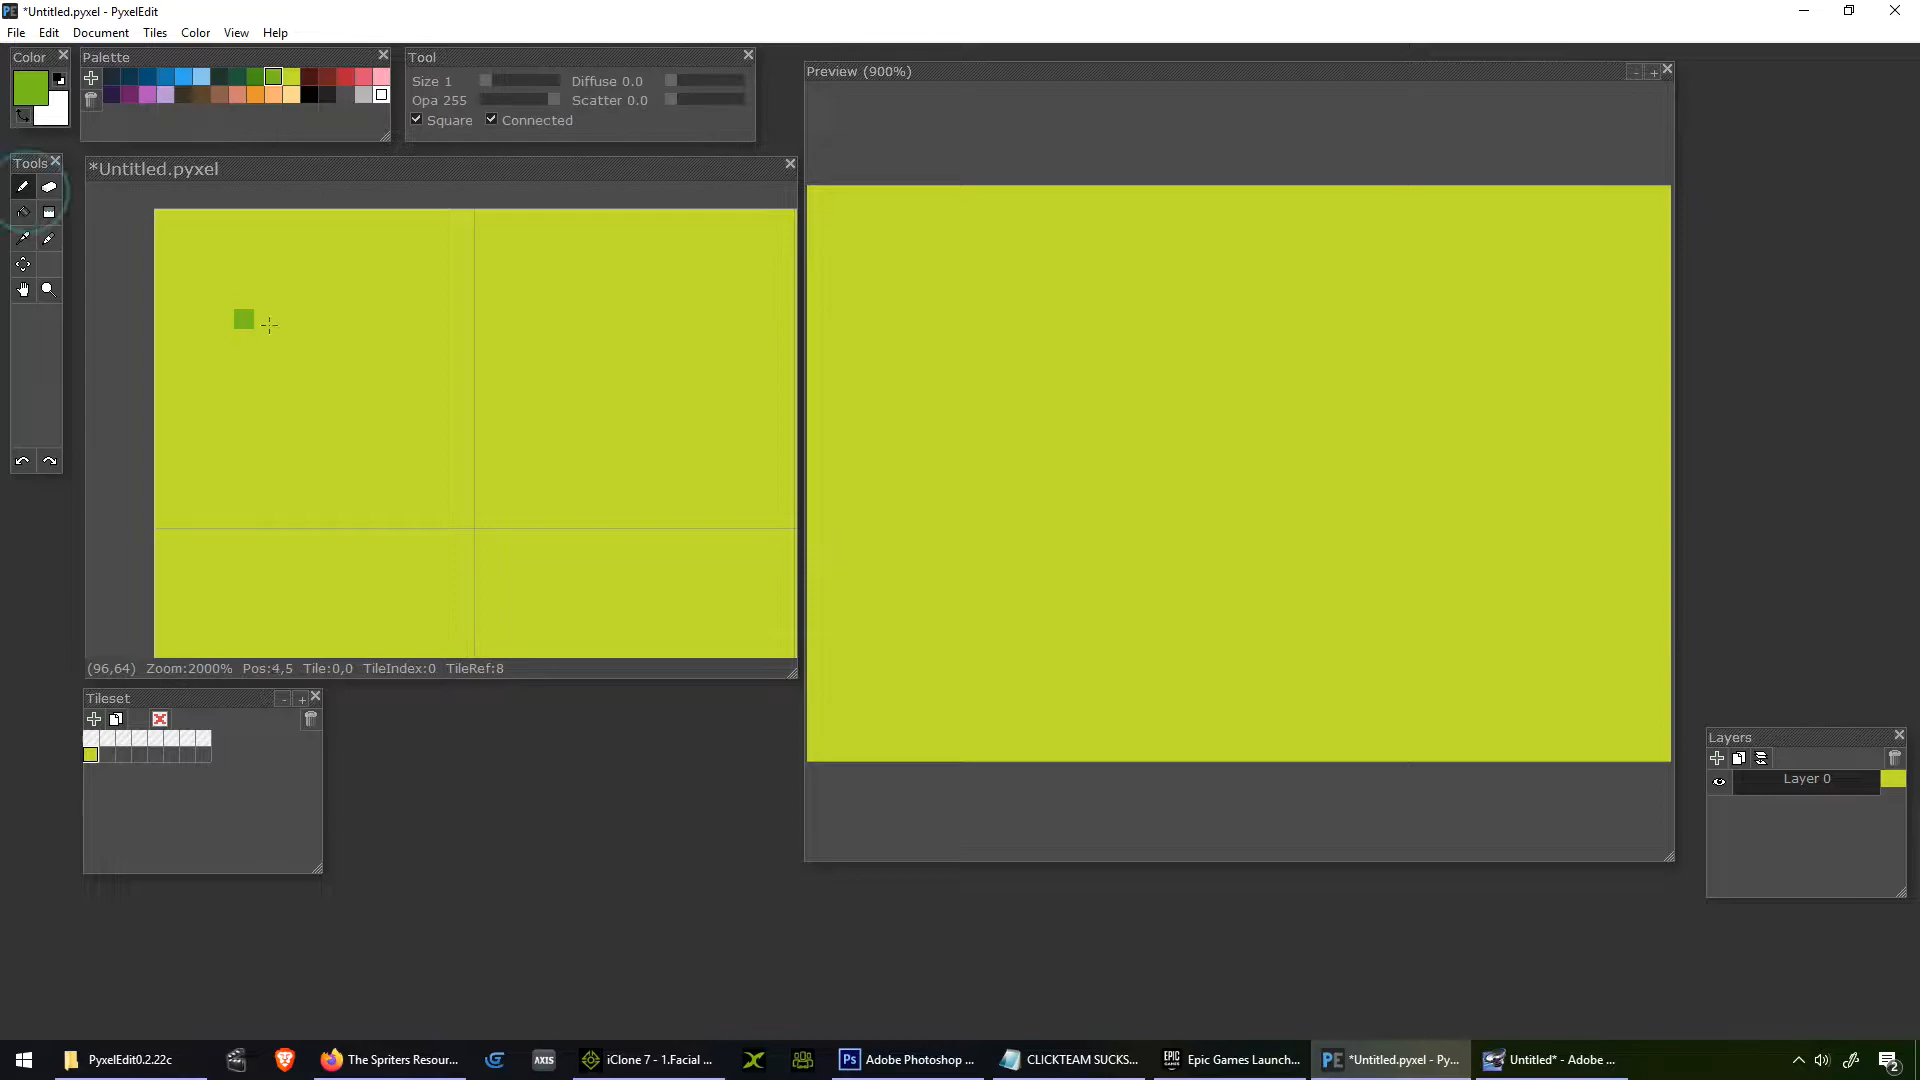 *Untitled.pyxel - PyxelEdit
File Edit Document Tiles Color View Help
Color
Palette
Tool
Size 1
Diffuse 0.0
Opa 255
Scatter 0.0
Square
Connected
Preview (900%)
Tools
*Untitled.pyxel
(96,64) Zoom:2000% Pos:4,5 Tile:0,0 TileIndex:0 TileRef:8
Tileset
Layers
Layer 0
PyxelEdit0.2.22c
The Spriters Resour...
AXIS
iClone 7 - 1.Facial ...
Adobe Photoshop ...
CLICKTEAM SUCKS...
Epic Games Launch...
*Untitled.pyxel - Py...
Untitled* - Adobe ...
2